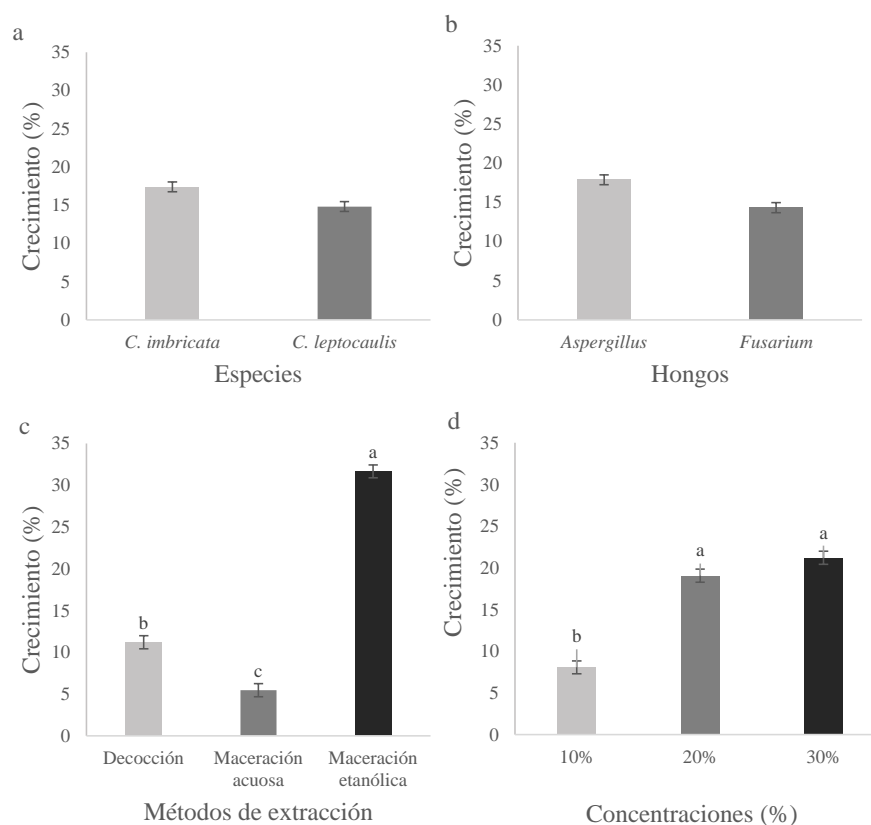 a
35
30
25
20
15
10
5
0
Crecimiento (%)
C. imbricata
C. leptocaulis
Especies
b
35
30
25
20
15
10
5
0
Crecimiento (%)
Aspergillus
Fusarium
Hongos
c
35
30
25
20
15
10
5
0
Crecimiento (%)
b
c
a
Decocción
Maceración
acuosa
Maceración
etanólica
Métodos de extracción
d
35
30
25
20
15
10
5
0
Crecimiento (%)
b
a
a
10%
20%
30%
Concentraciones (%)